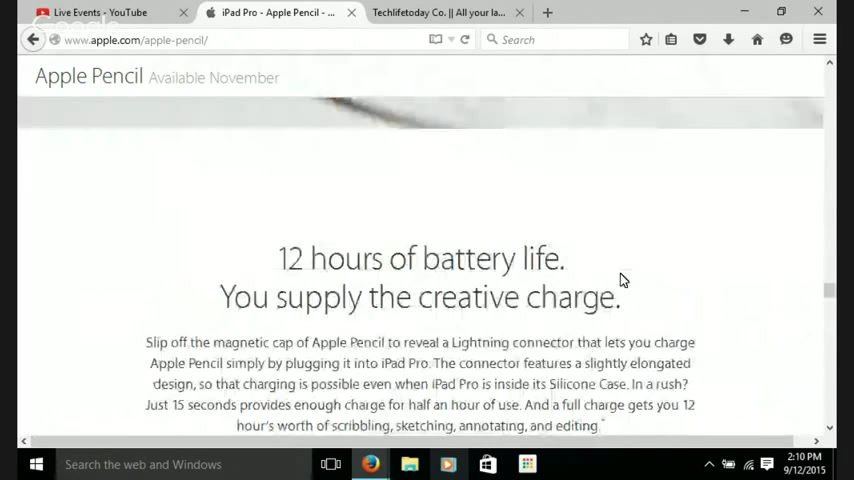 Live Events - YouTube
iPad Pro - Apple Pencil - ...
Techlifetoday Co. || All your la...
Google
www.apple.com/apple-pencil/
Search
Apple Pencil Available November
12 hours of battery life.
You supply the creative charge.
Slip off the magnetic cap of Apple Pencil to reveal a Lightning connector that lets you charge
Apple Pencil simply by plugging it into iPad Pro. The connector features a slightly elongated
design, so that charging is possible even when iPad Pro is inside its Silicone Case. In a rush?
Just 15 seconds provides enough charge for half an hour of use. And a full charge gets you 12
hour's worth of scribbling, sketching, annotating, and editing.*
Search the web and Windows
2:10 PM
9/12/2015